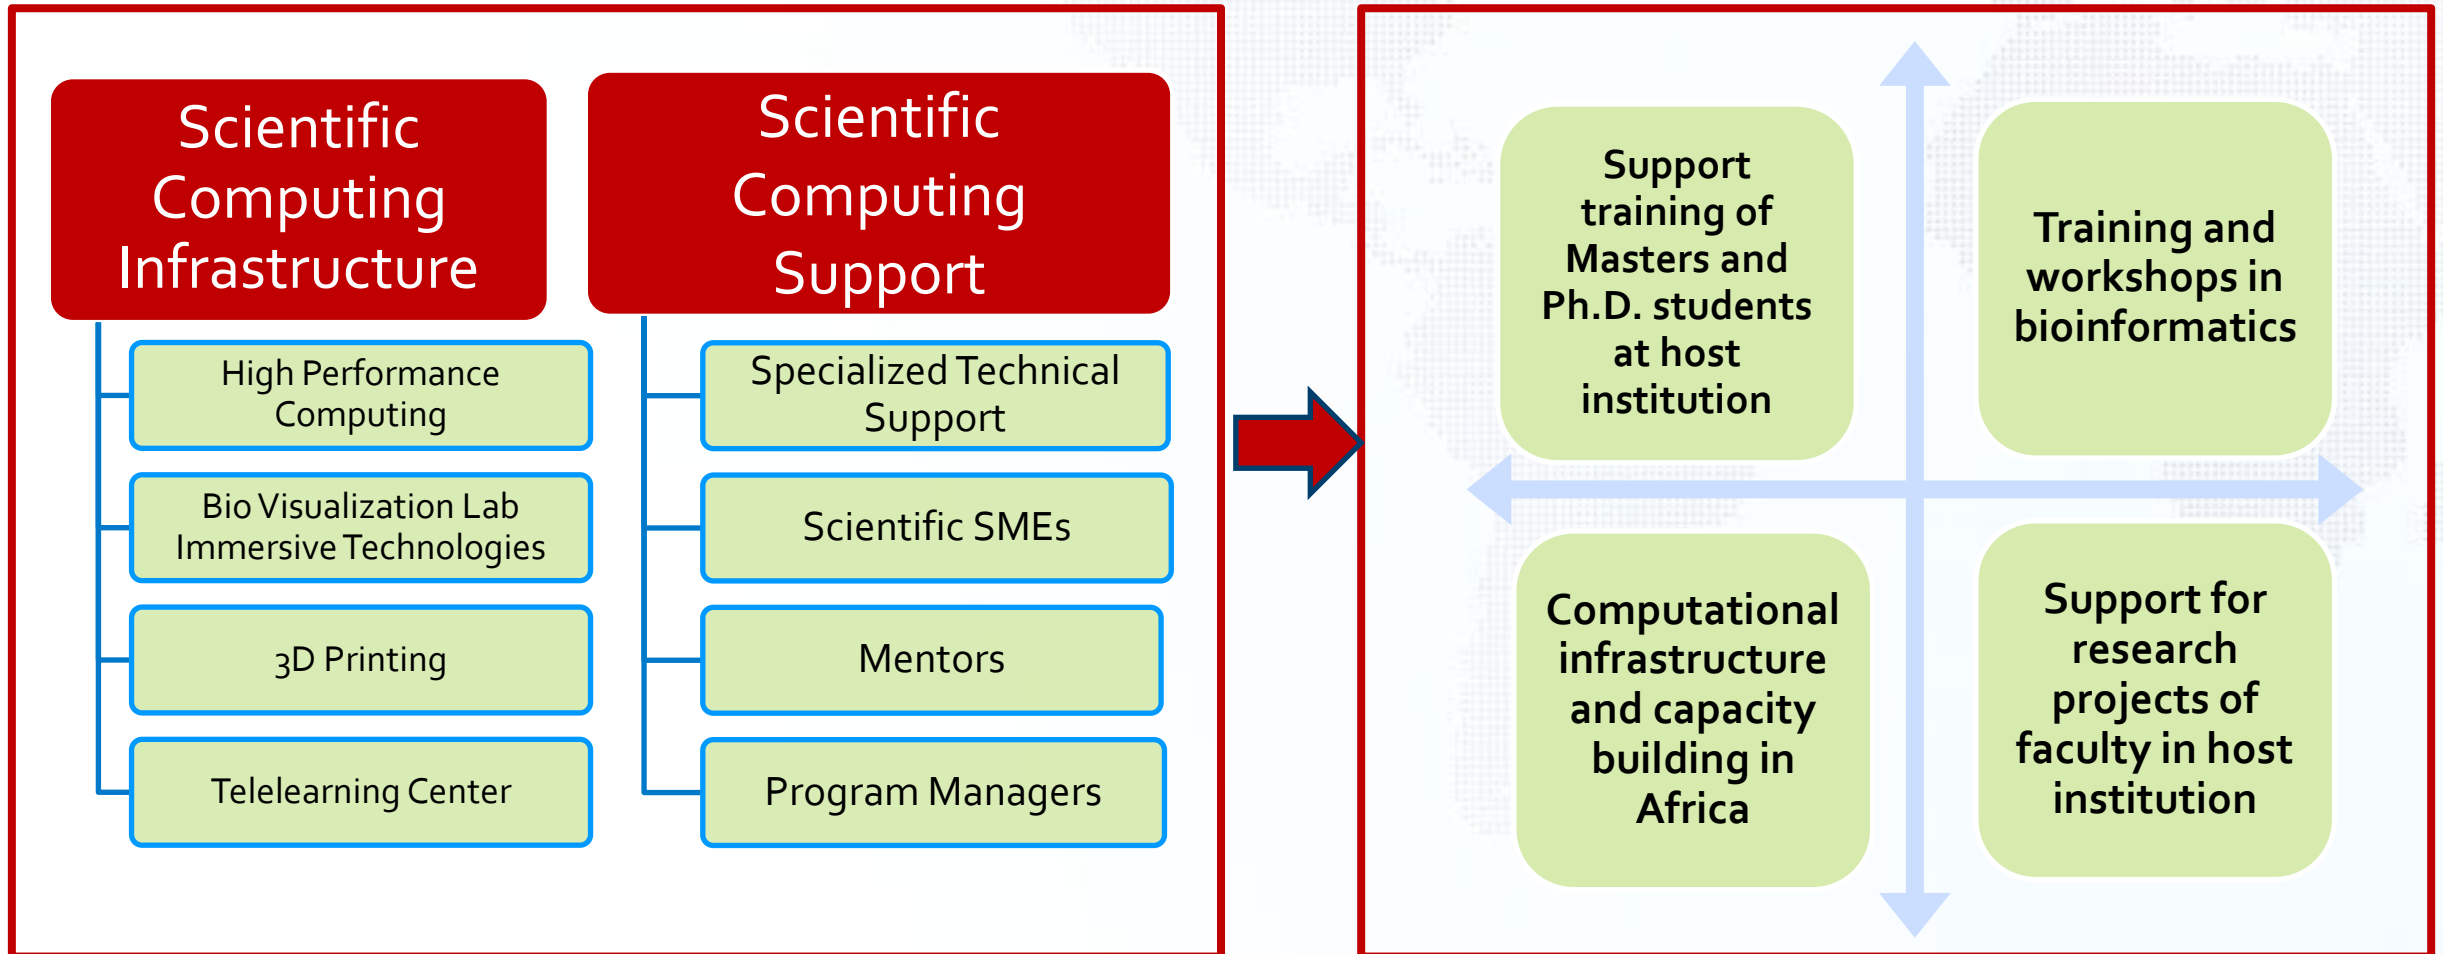 Scientific
Computing
Infrastructure
High Performance
Computing
Bio Visualization Lab
Immersive Technologies
3D Printing
Telelearning Center
Scientific
Computing
Support
Specialized Technical
Support
Scientific SMEs
Mentors
Program Managers
Support
training of
Masters and
Ph.D. students
at host
institution
Training and
workshops in
bioinformatics
Computational
infrastructure
and capacity
building in
Africa
Support for
research
projects of
faculty in host
institution